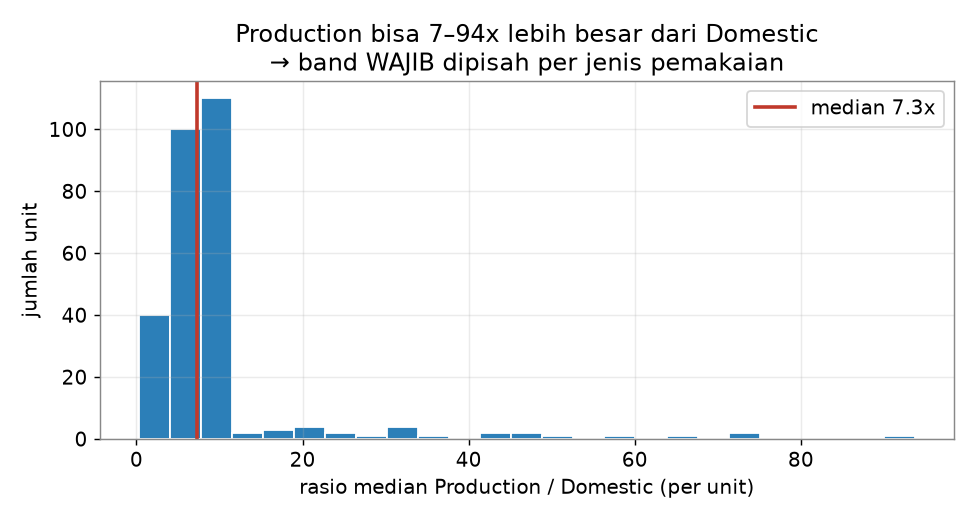 Production bisa 7–94x lebih besar dari Domestic
→ band WAJIB dipisah per jenis pemakaian
median 7.3x
jumlah unit
100
80
60
40
20
0
0
20
40
60
80
rasio median Production / Domestic (per unit)